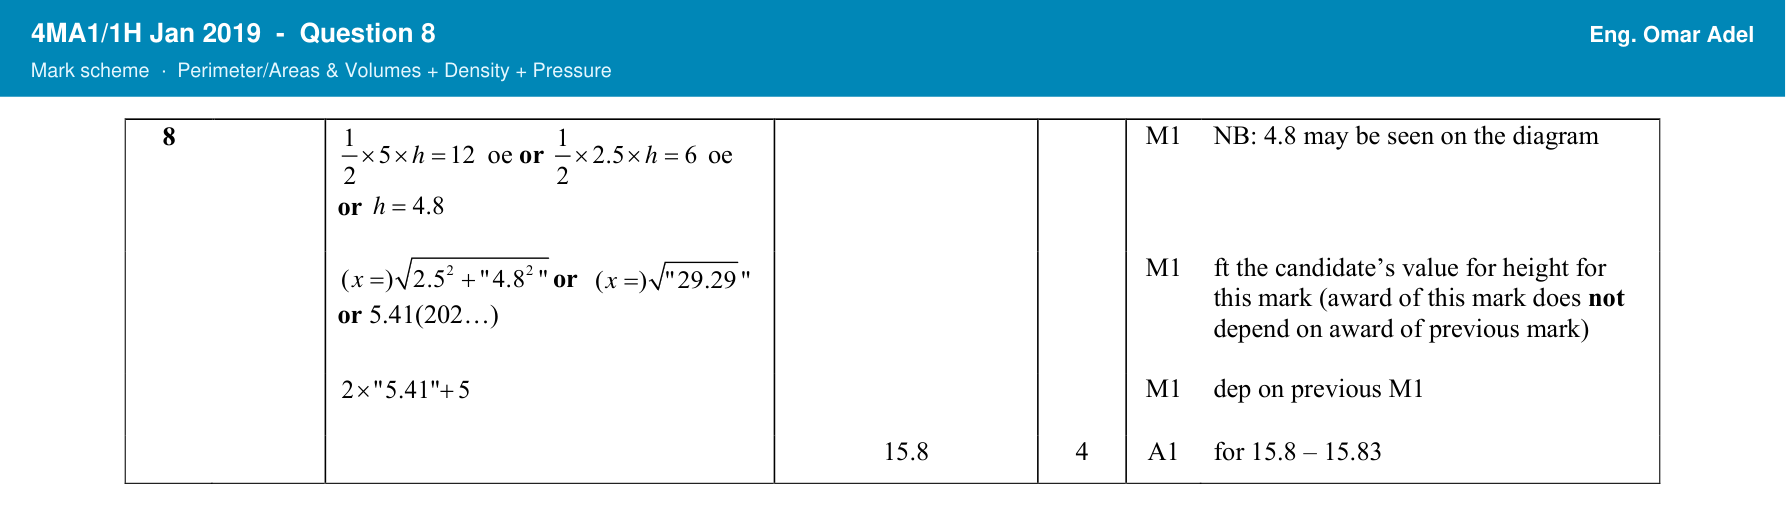 4MA1/1H Jan 2019 - Question 8
Eng. Omar Adel
Mark scheme · Perimeter/Areas & Volumes + Density + Pressure
8
1/2 × 5 × h = 12 oe or 1/2 × 2.5 × h = 6 oe
or h = 4.8
M1 NB: 4.8 may be seen on the diagram
(x =)√(2.5² + "4.8²") or (x =)√"29.29"
or 5.41(202…)
M1 ft the candidate’s value for height for
this mark (award of this mark does not
depend on award of previous mark)
2×"5.41"+5
M1 dep on previous M1
15.8 4 A1 for 15.8 – 15.83